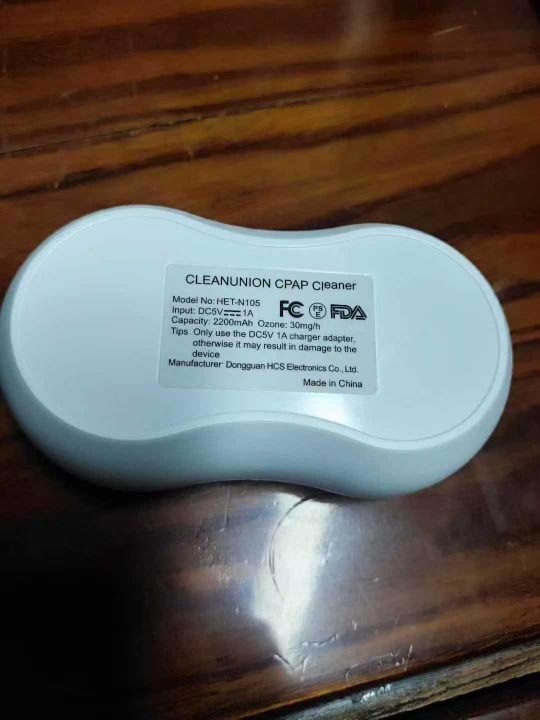 CLEANUNION CPAP Cleaner
Model No: HET-N105
Input: DC5V⎓1A
FC PSE FDA
Capacity: 2200mAh Ozone: 30mg/h
Tips. Only use the DC5V 1A charger adapter,
otherwise it may result in damage to the
device
Manufacturer Dongguan HCS Electronics Co., Ltd.
Made in China